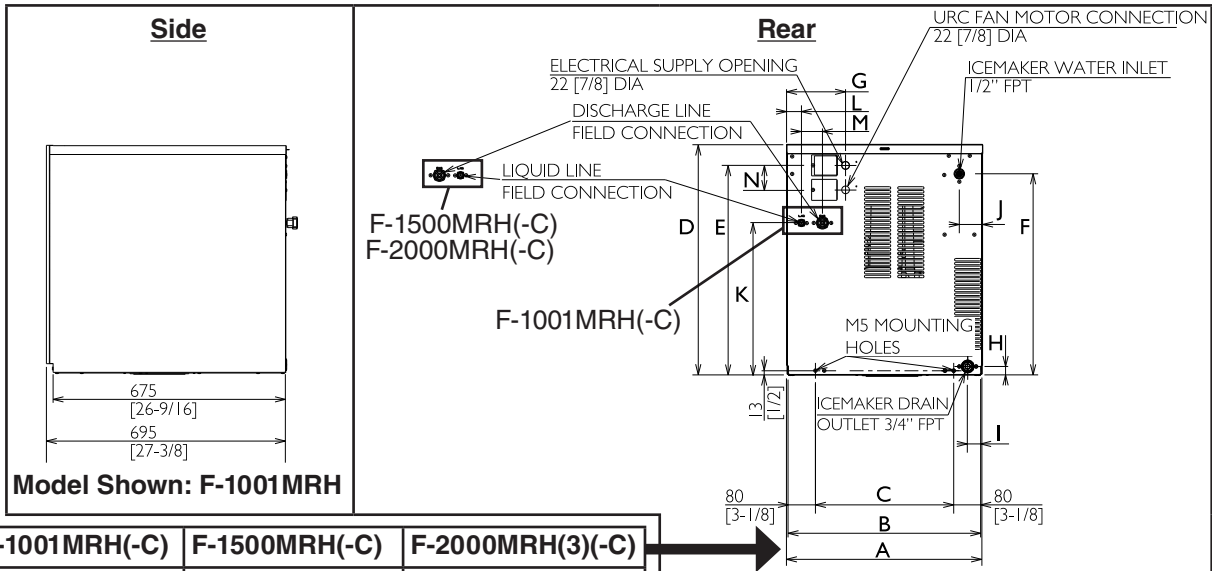 Side
675
[26-9/16]
695
[27-3/8]
Model Shown: F-1001MRH
Rear
URC FAN MOTOR CONNECTION
22 [7/8] DIA
ELECTRICAL SUPPLY OPENING
22 [7/8] DIA
ICEMAKER WATER INLET
1/2" FPT
DISCHARGE LINE
FIELD CONNECTION
LIQUID LINE
FIELD CONNECTION
F-1500MRH(-C)
F-2000MRH(-C)
F-1001MRH(-C)
G
L
M
N
D
E
K
J
F
M5 MOUNTING
HOLES
H
13
[1/2]
ICEMAKER DRAIN
OUTLET 3/4" FPT
I
80
[3-1/8]
C
80
[3-1/8]
B
A
-1001MRH(-C)
F-1500MRH(-C)
F-2000MRH(3)(-C)